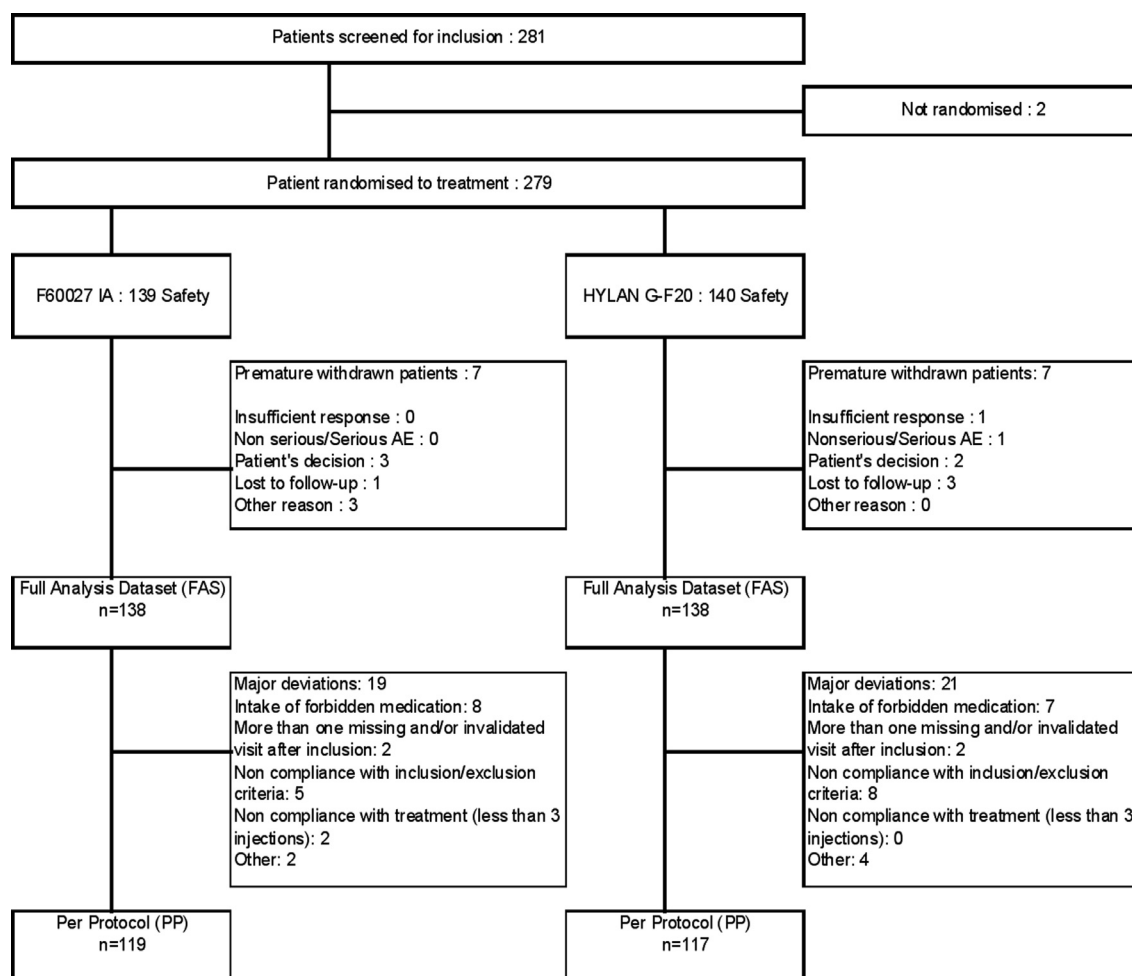 Patients screened for inclusion : 281
Not randomised : 2
Patient randomised to treatment : 279
F60027 IA : 139 Safety
HYLAN G-F20 : 140 Safety
Premature withdrawn patients : 7
Insufficient response : 0
Non serious/Serious AE : 0
Patient's decision : 3
Lost to follow-up : 1
Other reason : 3
Premature withdrawn patients: 7
Insufficient response : 1
Nonserious/Serious AE : 1
Patient's decision : 2
Lost to follow-up : 3
Other reason : 0
Full Analysis Dataset (FAS)
n=138
Full Analysis Dataset (FAS)
n=138
Major deviations: 19
Intake of forbidden medication: 8
More than one missing and/or invalidated
visit after inclusion: 2
Non compliance with inclusion/exclusion
criteria: 5
Non compliance with treatment (less than 3
injections): 2
Other: 2
Major deviations: 21
Intake of forbidden medication: 7
More than one missing and/or invalidated
visit after inclusion: 2
Non compliance with inclusion/exclusion
criteria: 8
Non compliance with treatment (less than 3
injections): 0
Other: 4
Per Protocol (PP)
n=119
Per Protocol (PP)
n=117